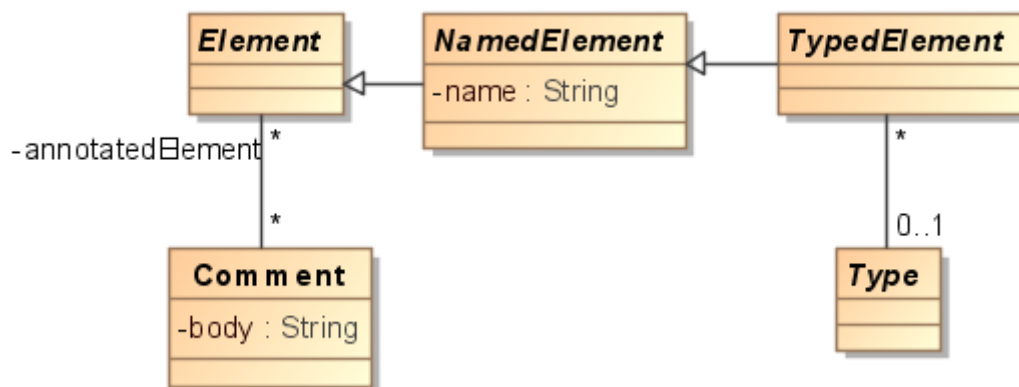 Element
NamedElement
TypedElement
-name : String
-annotatedElement
*
*
*
0..1
Comment
Type
-body : String